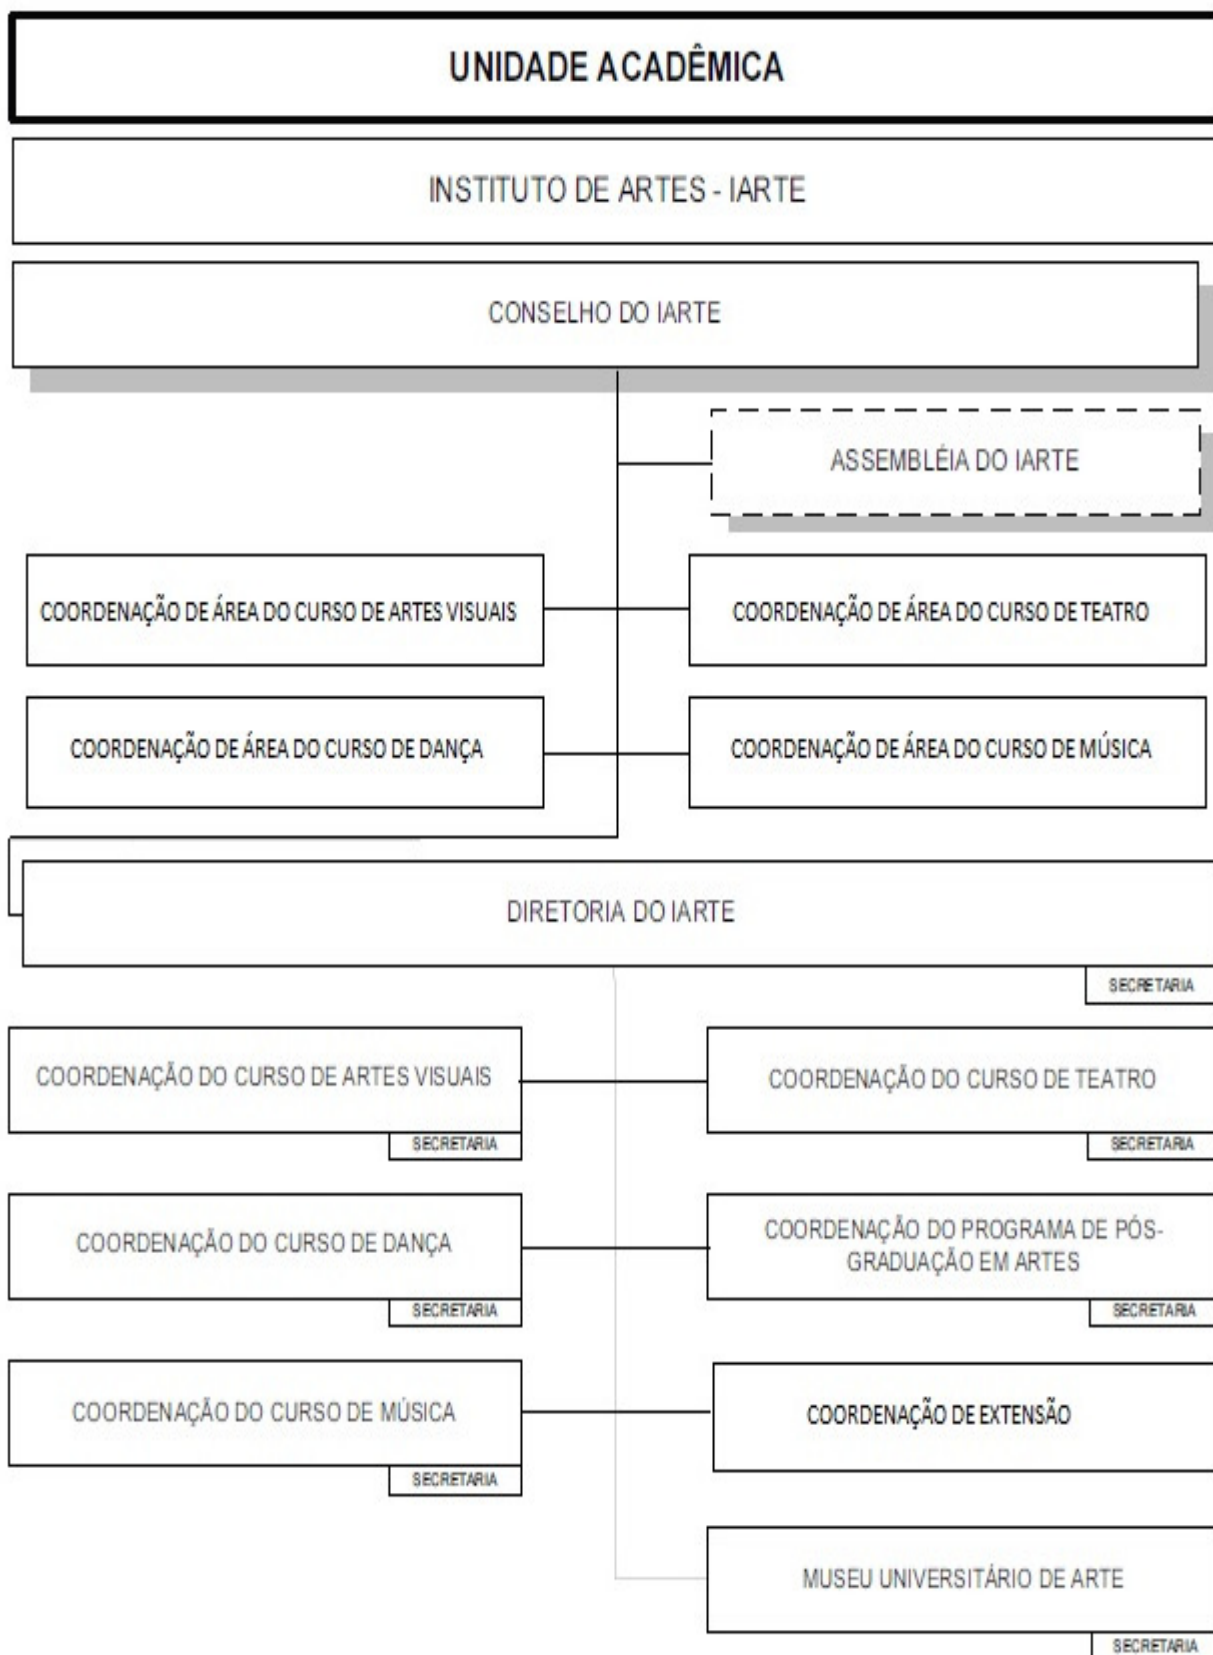 UNIDADE ACADÊMICA
INSTITUTO DE ARTES - IARTE
CONSELHO DO IARTE
ASSEMBLÉIA DO IARTE
COORDENAÇÃO DE ÁREA DO CURSO DE ARTES VISUAIS
COORDENAÇÃO DE ÁREA DO CURSO DE TEATRO
COORDENAÇÃO DE ÁREA DO CURSO DE DANÇA
COORDENAÇÃO DE ÁREA DO CURSO DE MÚSICA
DIRETORIA DO IARTE
SECRETARIA
COORDENAÇÃO DO CURSO DE ARTES VISUAIS
SECRETARIA
COORDENAÇÃO DO CURSO DE TEATRO
SECRETARIA
COORDENAÇÃO DO CURSO DE DANÇA
SECRETARIA
COORDENAÇÃO DO PROGRAMA DE PÓS-
GRADUAÇÃO EM ARTES
SECRETARIA
COORDENAÇÃO DO CURSO DE MÚSICA
SECRETARIA
COORDENAÇÃO DE EXTENSÃO
MUSEU UNIVERSITÁRIO DE ARTE
SECRETARIA